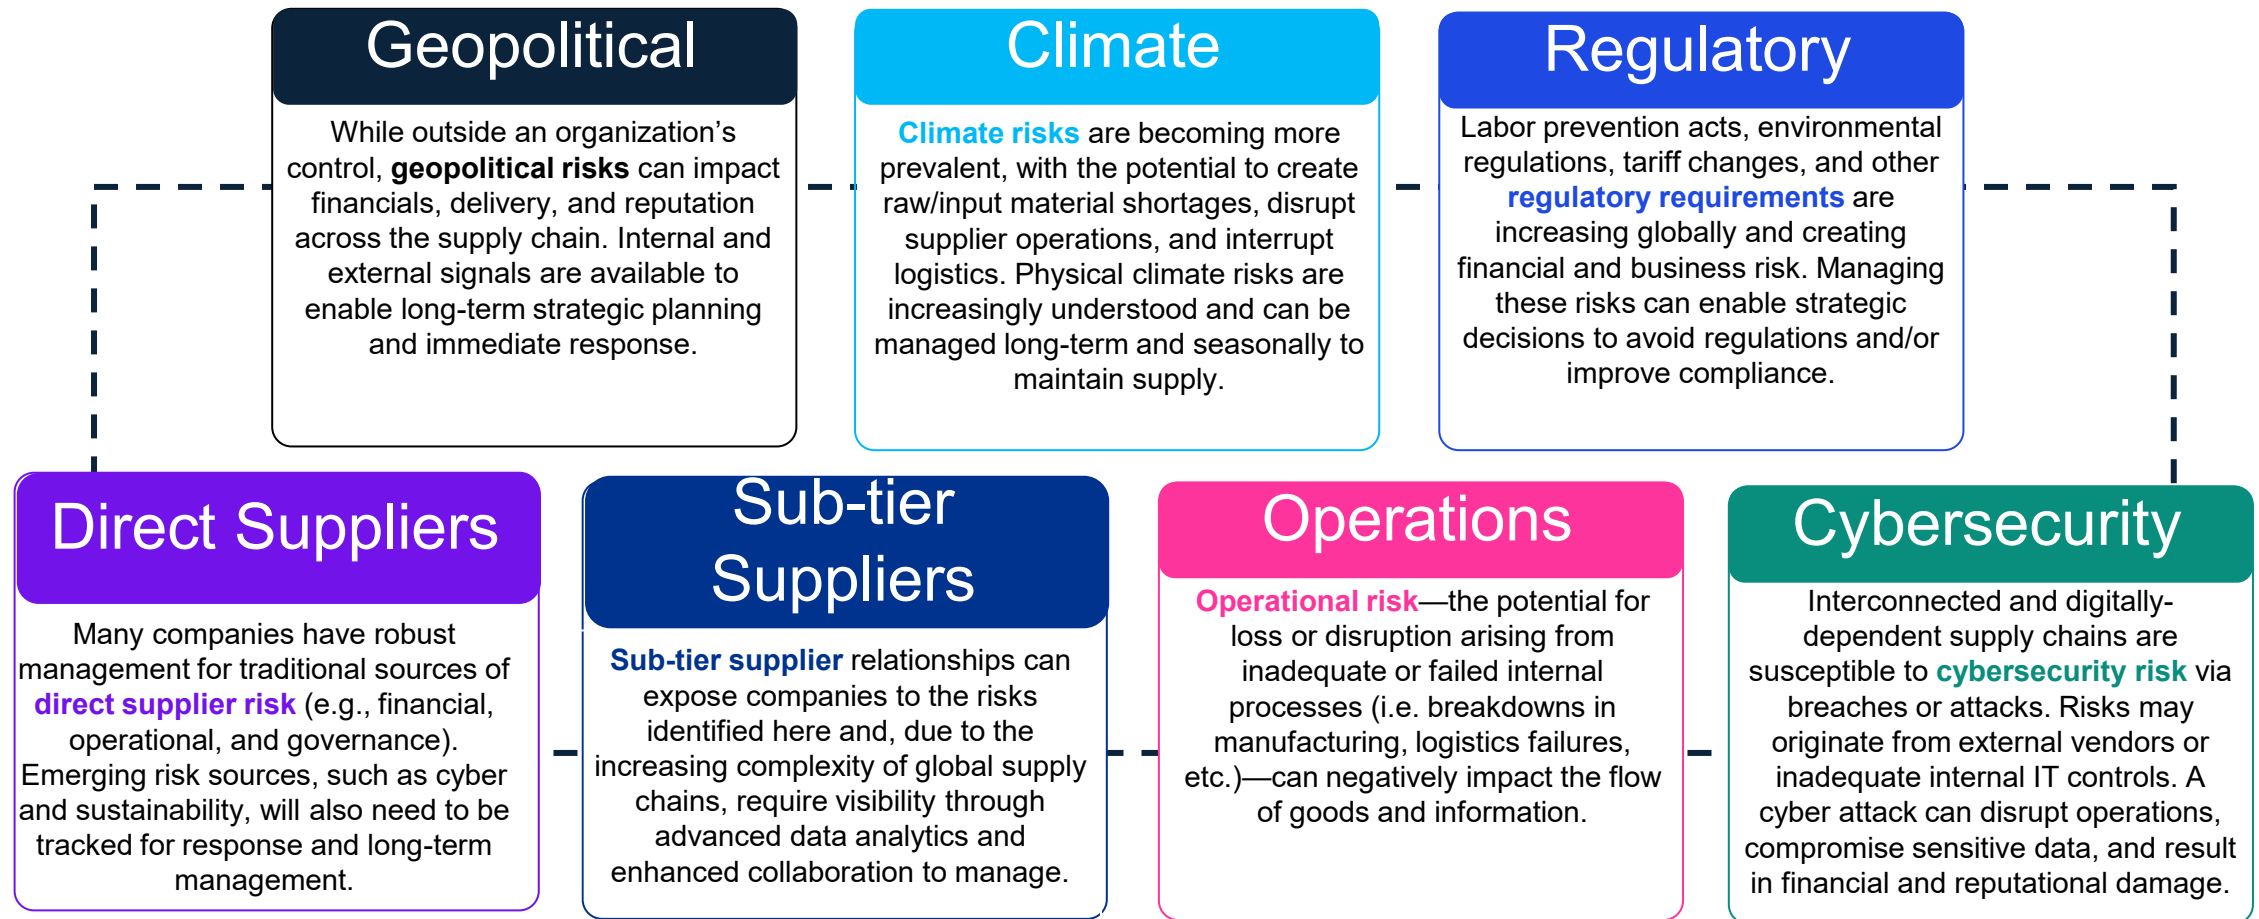 Geopolitical
While outside an organization’s
control, geopolitical risks can impact
financials, delivery, and reputation
across the supply chain. Internal and
external signals are available to
enable long-term strategic planning
and immediate response.
Climate
Climate risks are becoming more
prevalent, with the potential to create
raw/input material shortages, disrupt
supplier operations, and interrupt
logistics. Physical climate risks are
increasingly understood and can be
managed long-term and seasonally to
maintain supply.
Regulatory
Labor prevention acts, environmental
regulations, tariff changes, and other
regulatory requirements are
increasing globally and creating
financial and business risk. Managing
these risks can enable strategic
decisions to avoid regulations and/or
improve compliance.
Direct Suppliers
Many companies have robust
management for traditional sources of
direct supplier risk (e.g., financial,
operational, and governance).
Emerging risk sources, such as cyber
and sustainability, will also need to be
tracked for response and long-term
management.
Sub-tier
Suppliers
Sub-tier supplier relationships can
expose companies to the risks
identified here and, due to the
increasing complexity of global supply
chains, require visibility through
advanced data analytics and
enhanced collaboration to manage.
Operations
Operational risk—the potential for
loss or disruption arising from
inadequate or failed internal
processes (i.e. breakdowns in
manufacturing, logistics failures,
etc.)—can negatively impact the flow
of goods and information.
Cybersecurity
Interconnected and digitally-
dependent supply chains are
susceptible to cybersecurity risk via
breaches or attacks. Risks may
originate from external vendors or
inadequate internal IT controls. A
cyber attack can disrupt operations,
compromise sensitive data, and result
in financial and reputational damage.